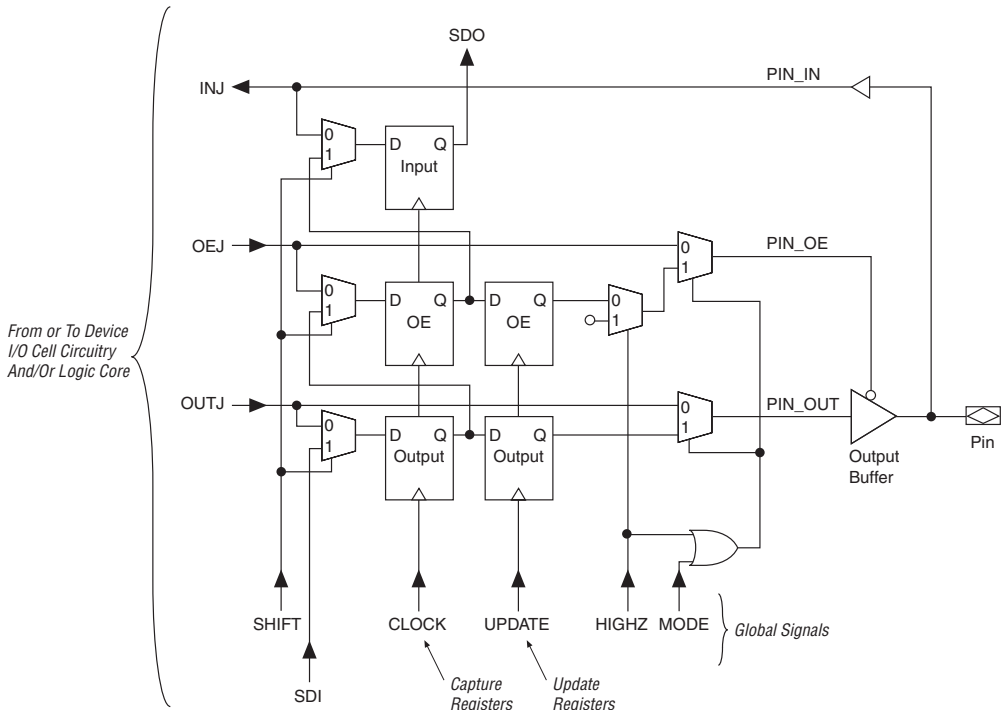 SDO
INJ
PIN_IN
0
1
D Q
Input
OEJ
0
1
PIN_OE
0
1
D Q
OE
D Q
OE
0
1
From or To Device
I/O Cell Circuitry
And/Or Logic Core
OUTJ
0
1
PIN_OUT
0
1
D Q
Output
D Q
Output
Pin
Output
Buffer
SHIFT
CLOCK
UPDATE
HIGHZ
MODE
Global Signals
SDI
Capture
Registers
Update
Registers